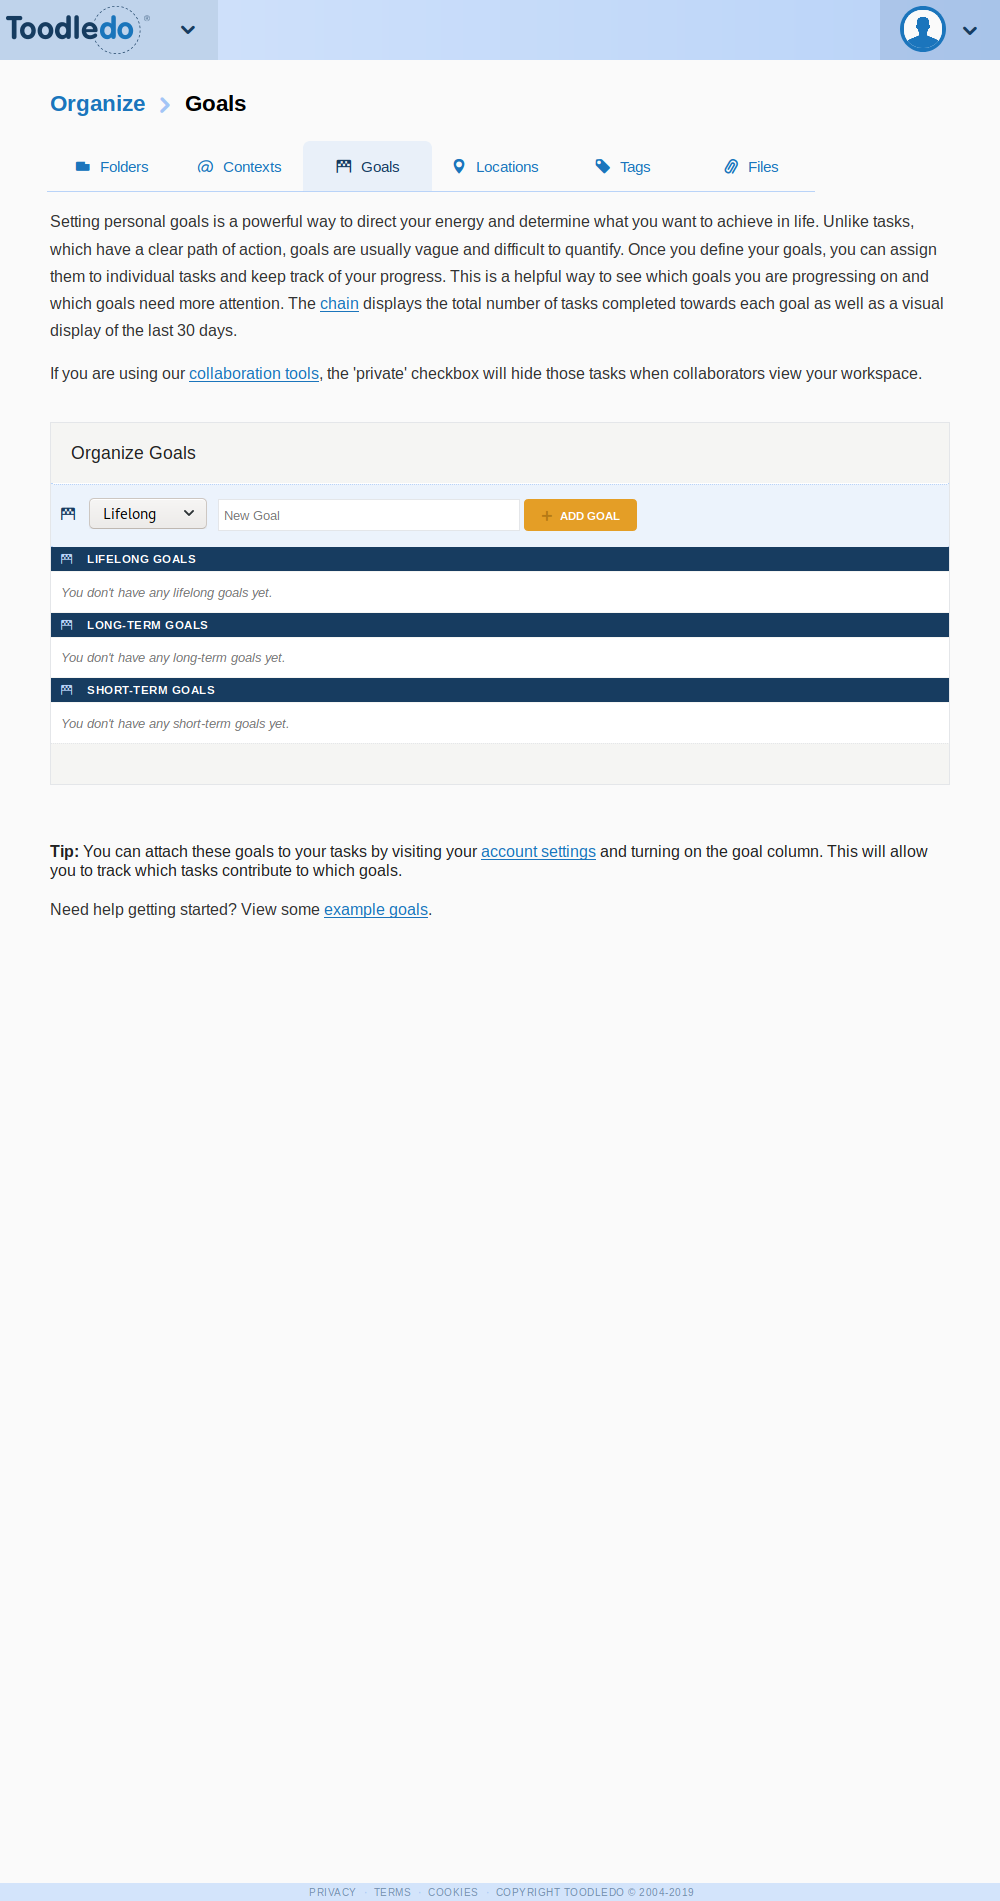 Toodledo ®
Organize Goals
Folders Contexts Goals Locations Tags Files
Setting personal goals is a powerful way to direct your energy and determine what you want to achieve in life. Unlike tasks,
which have a clear path of action, goals are usually vague and difficult to quantify. Once you define your goals, you can assign
them to individual tasks and keep track of your progress. This is a helpful way to see which goals you are progressing on and
which goals need more attention. The chain displays the total number of tasks completed towards each goal as well as a visual
display of the last 30 days.
If you are using our collaboration tools, the 'private' checkbox will hide those tasks when collaborators view your workspace.
Organize Goals
Lifelong New Goal + ADD GOAL
LIFELONG GOALS
You don't have any lifelong goals yet.
LONG-TERM GOALS
You don't have any long-term goals yet.
SHORT-TERM GOALS
You don't have any short-term goals yet.
Tip: You can attach these goals to your tasks by visiting your account settings and turning on the goal column. This will allow
you to track which tasks contribute to which goals.
Need help getting started? View some example goals.
PRIVACY · TERMS · COOKIES · COPYRIGHT TOODLEDO © 2004-2019